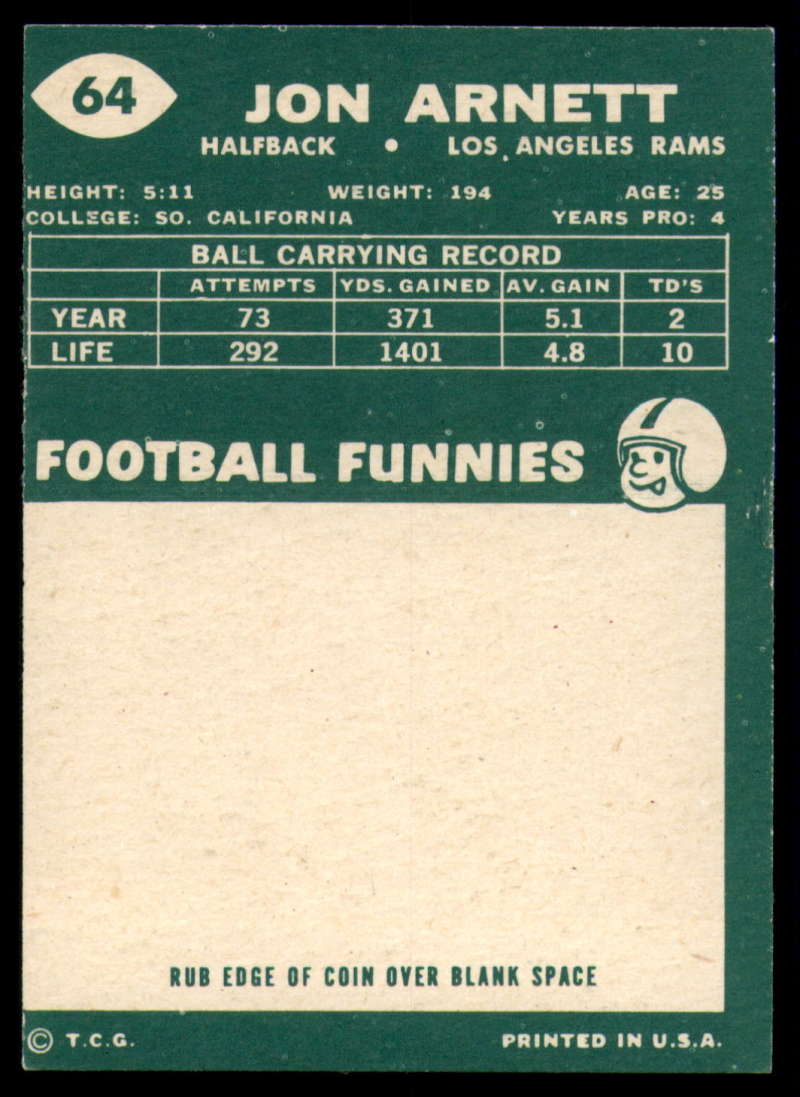 64
JON ARNETT
HALFBACK • LOS ANGELES RAMS
HEIGHT: 5:11 WEIGHT: 194 AGE: 25
COLLEGE: SO. CALIFORNIA YEARS PRO: 4
BALL CARRYING RECORD
ATTEMPTS YDS. GAINED AV. GAIN TD'S
YEAR 73 371 5.1 2
LIFE 292 1401 4.8 10
FOOTBALL FUNNIES
RUB EDGE OF COIN OVER BLANK SPACE
© T.C.G. PRINTED IN U.S.A.